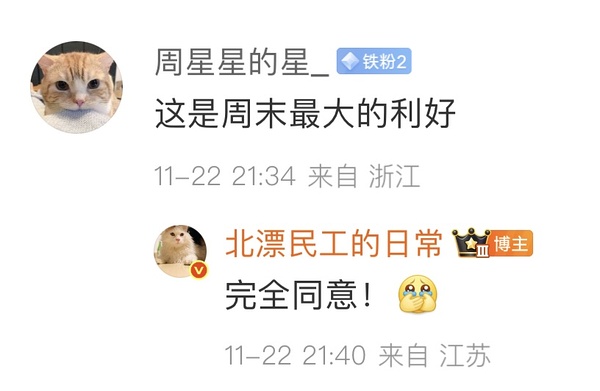 周星星的星_ 铁粉2
这是周末最大的利好
11-22 21:34 来自 浙江
北漂民工的日常 III 博主
完全同意！
11-22 21:40 来自 江苏